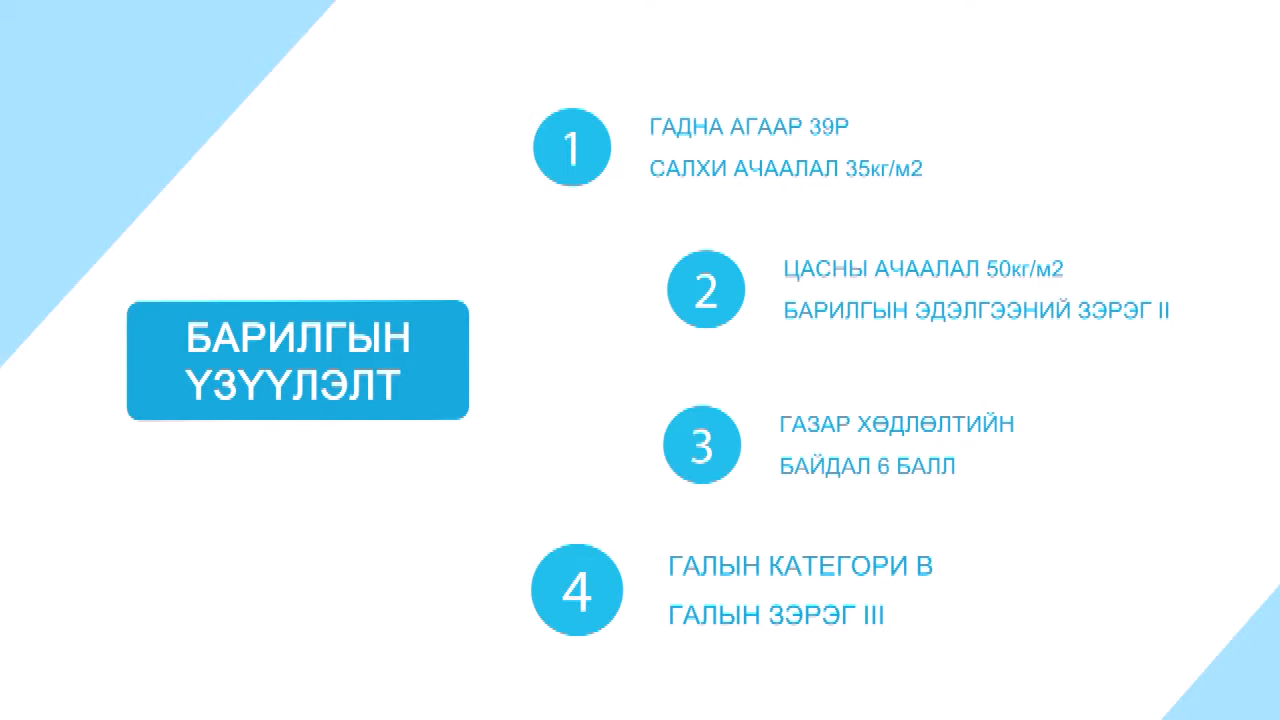 БАРИЛГЫН
ҮЗҮҮЛЭЛТ
1
ГАДНА АГААР 39Р
САЛХИ АЧААЛАЛ 35кг/м2
2
ЦАСНЫ АЧААЛАЛ 50кг/м2
БАРИЛГЫН ЭДЭЛГЭЭНИЙ ЗЭРЭГ II
3
ГАЗАР ХӨДЛӨЛТИЙН
БАЙДАЛ 6 БАЛЛ
4
ГАЛЫН КАТЕГОРИ В
ГАЛЫН ЗЭРЭГ III